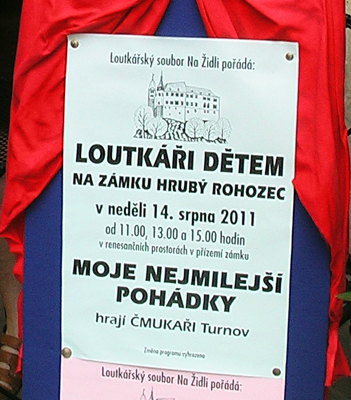 Loutkářský soubor Na Židli pořádá:
LOUTKÁŘI DĚTEM
NA ZÁMKU HRUBÝ ROHOZEC
v neděli 14. srpna 2011
od 11.00, 13.00 a 15.00 hodin
v renesančních prostorách v přízemí zámku
MOJE NEJMILEJŠÍ
POHÁDKY
hrají ČMUKAŘI Turnov
Změna programu vyhrazena
Loutkářský soubor Na Židli pořádá: